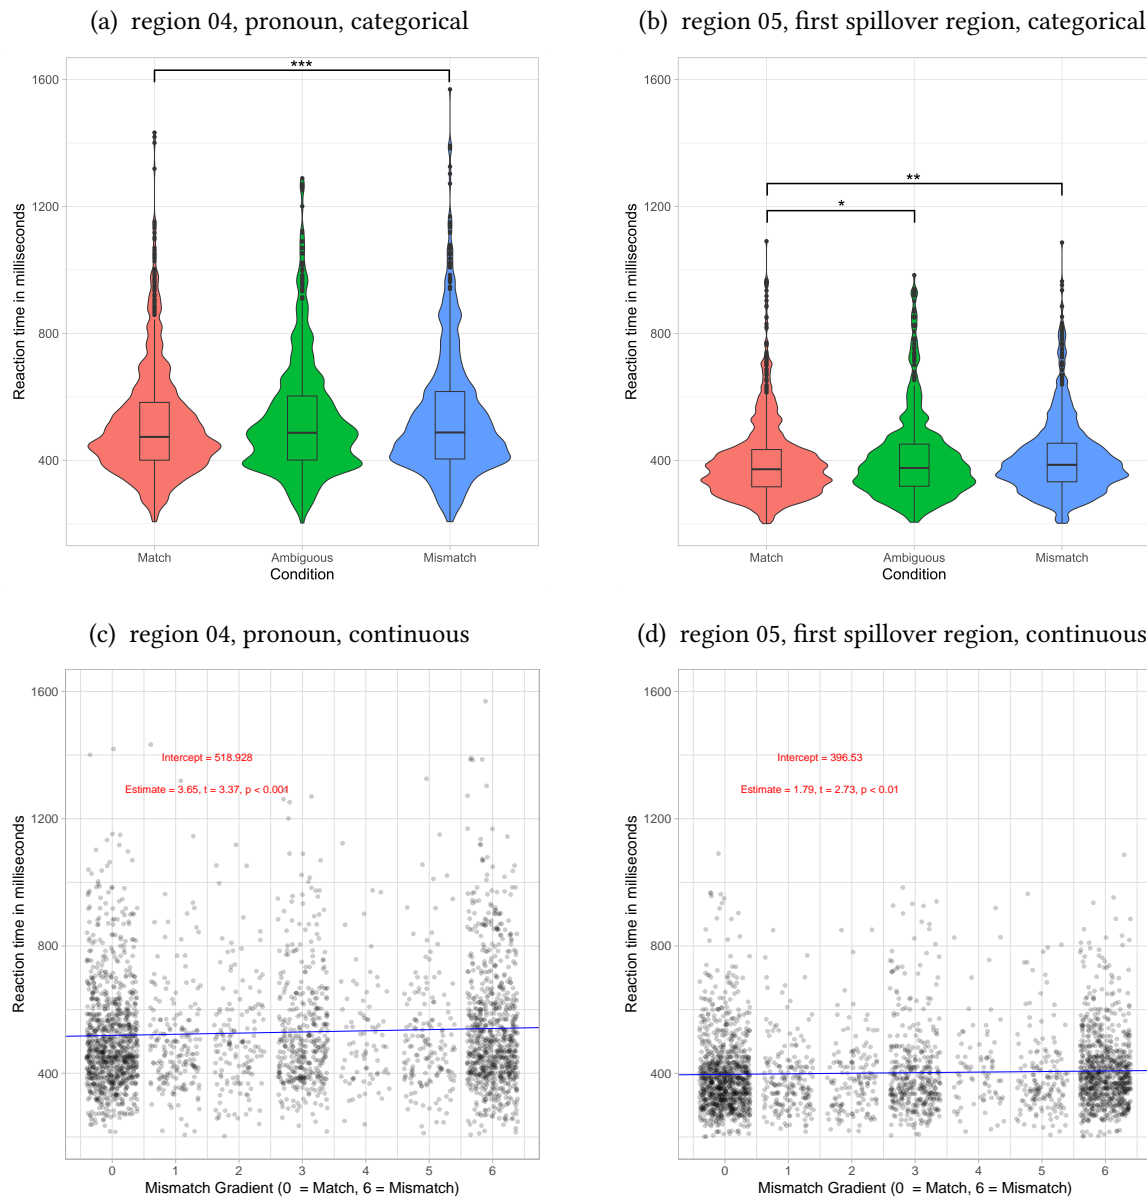 (a) region 04, pronoun, categorical
***
1600
1200
800
400
Reaction time in milliseconds
Match
Ambiguous
Mismatch
Condition
(b) region 05, first spillover region, categorical
**
*
1600
1200
800
400
Reaction time in milliseconds
Match
Ambiguous
Mismatch
Condition
(c) region 04, pronoun, continuous
1600
1200
800
400
Reaction time in milliseconds
Intercept = 518.928
Estimate = 3.65, t = 3.37, p < 0.001
0 1 2 3 4 5 6
Mismatch Gradient (0 = Match, 6 = Mismatch)
(d) region 05, first spillover region, continuous
1600
1200
800
400
Reaction time in milliseconds
Intercept = 396.53
Estimate = 1.79, t = 2.73, p < 0.01
0 1 2 3 4 5 6
Mismatch Gradient (0 = Match, 6 = Mismatch)